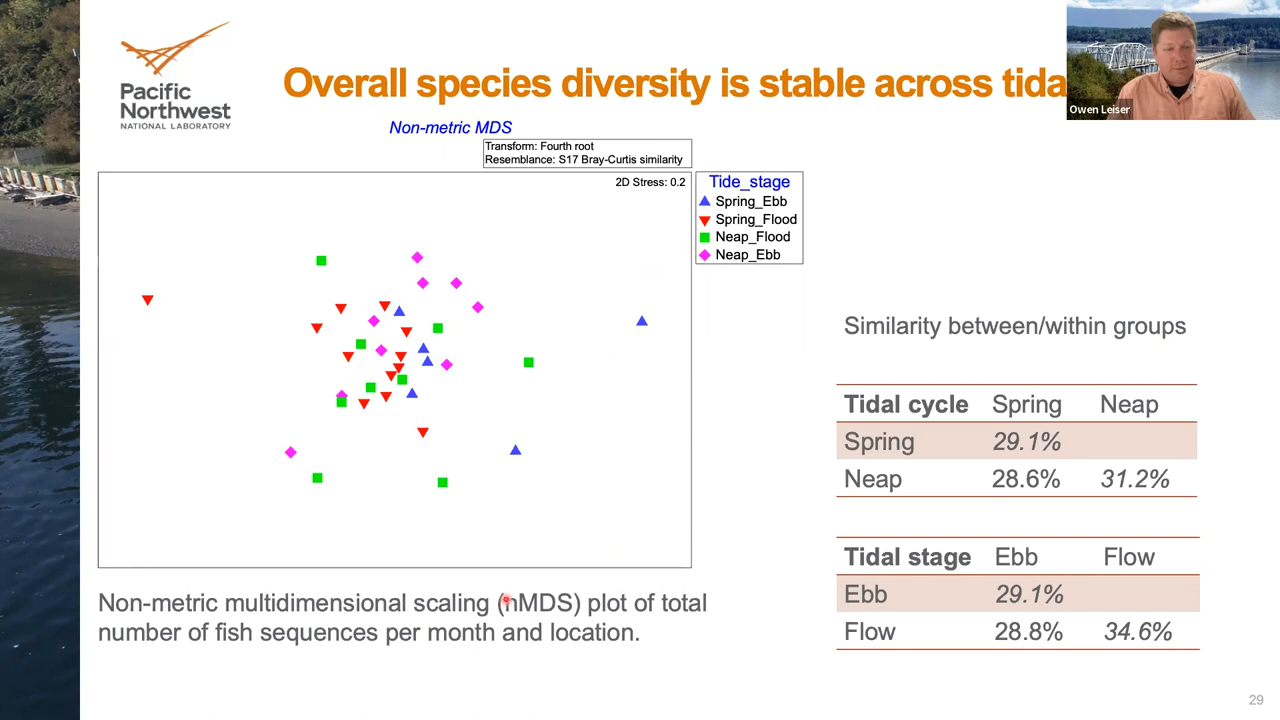 Pacific
Northwest
NATIONAL LABORATORY
Overall species diversity is stable across tida
Owen Leiser
Non-metric MDS
Transform: Fourth root
Resemblance: S17 Bray-Curtis similarity
2D Stress: 0.2
Tide_stage
Spring_Ebb
Spring_Flood
Neap_Flood
Neap_Ebb
Similarity between/within groups
Tidal cycle Spring Neap
Spring 29.1%
Neap 28.6% 31.2%
Tidal stage Ebb Flow
Ebb 29.1%
Flow 28.8% 34.6%
Non-metric multidimensional scaling (nMDS) plot of total
number of fish sequences per month and location.
29